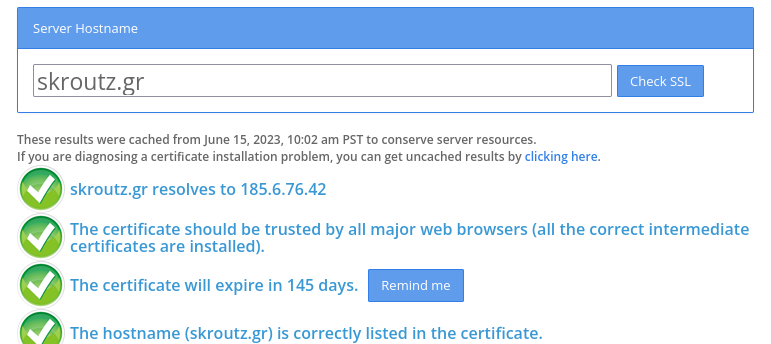 Server Hostname
skroutz.gr
Check SSL
These results were cached from June 15, 2023, 10:02 am PST to conserve server resources.
If you are diagnosing a certificate installation problem, you can get uncached results by clicking here.
skroutz.gr resolves to 185.6.76.42
The certificate should be trusted by all major web browsers (all the correct intermediate
certificates are installed).
The certificate will expire in 145 days.
Remind me
The hostname (skroutz.gr) is correctly listed in the certificate.